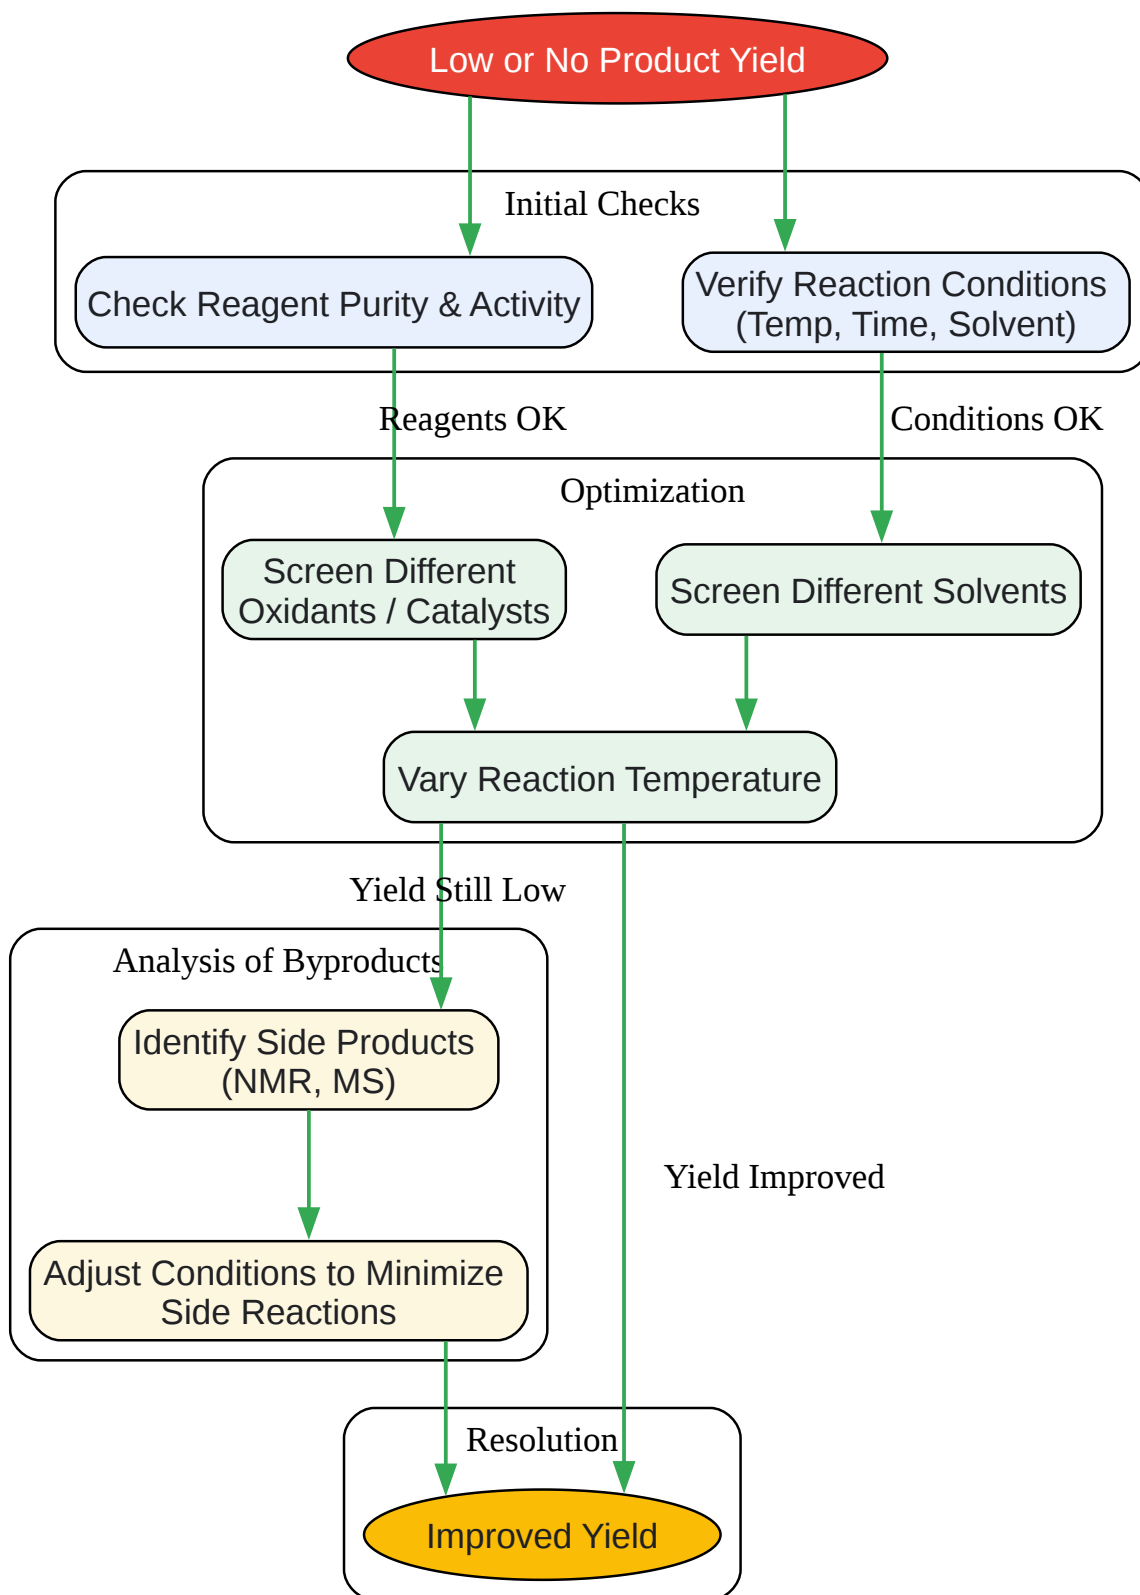 Low or No Product Yield
Initial Checks
Check Reagent Purity & Activity
Verify Reaction Conditions
(Temp, Time, Solvent)
Reagents OK
Conditions OK
Optimization
Screen Different
Oxidants / Catalysts
Screen Different Solvents
Vary Reaction Temperature
Yield Still Low
Analysis of Byproducts
Identify Side Products
(NMR, MS)
Yield Improved
Adjust Conditions to Minimize
Side Reactions
Resolution
Improved Yield